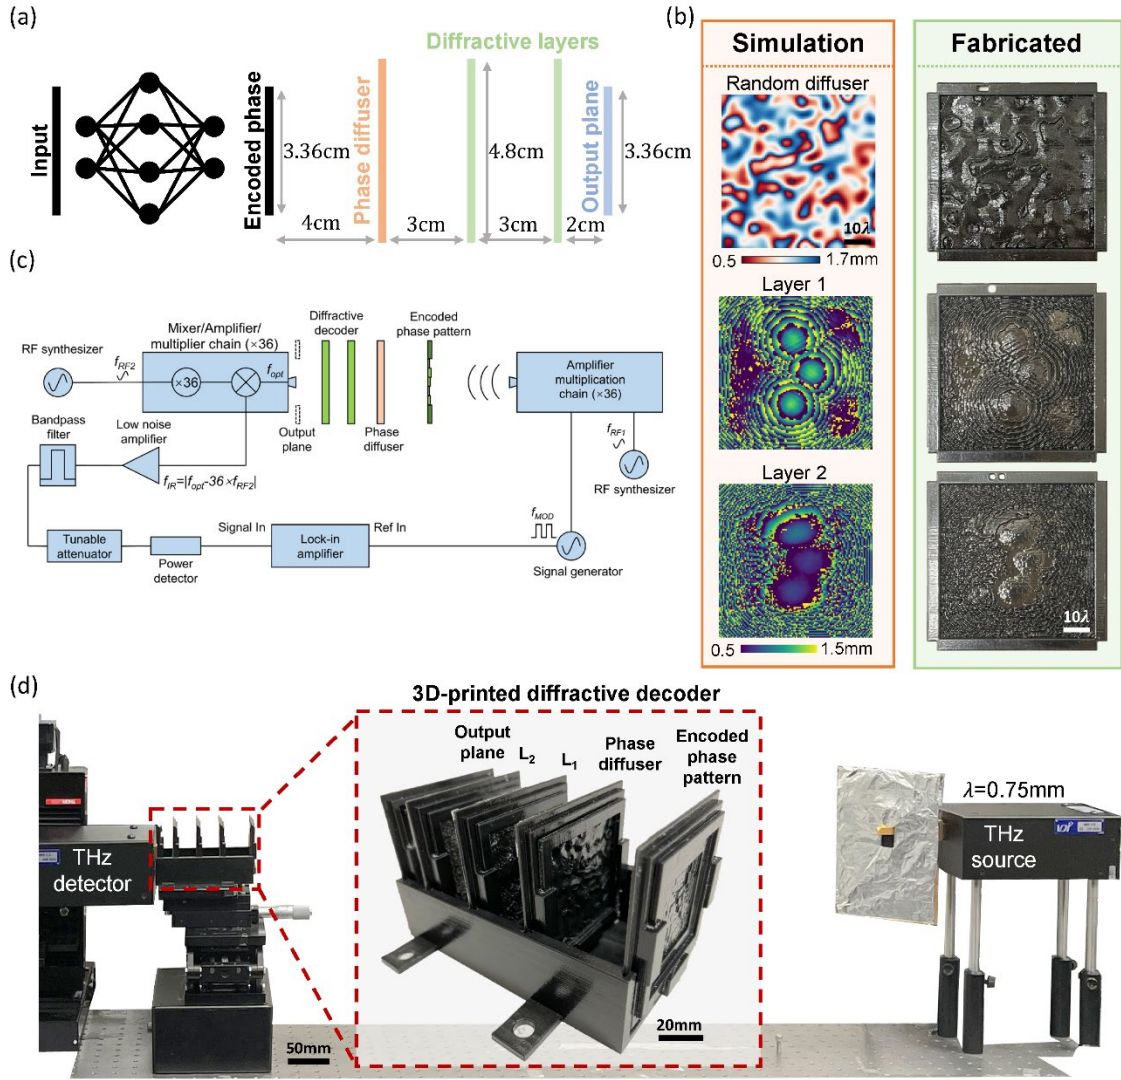 (a)
Input
Encoded phase
3.36cm
4cm
Phase diffuser
3cm
Diffractive layers
4.8cm
3cm
2cm
Output plane
3.36cm
(b)
Simulation
Random diffuser
10λ
0.5 1.7mm
Layer 1
Layer 2
0.5 1.5mm
Fabricated
10λ
(c)
RF synthesizer
fRF2
Mixer/Amplifier/
multiplier chain (×36)
×36
fopt
Diffractive
decoder
Encoded
phase pattern
Output
plane
Phase
diffuser
Amplifier
multiplication
chain (×36)
fRF1
RF synthesizer
Bandpass
filter
Low noise
amplifier
fIR=|fopt-36×fRF2|
Tunable
attenuator
Power
detector
Signal In
Lock-in
amplifier
Ref In
fMOD
Signal generator
(d)
3D-printed diffractive decoder
Output
plane
L2
L1
Phase
diffuser
Encoded
phase
pattern
THz
detector
50mm
20mm
λ=0.75mm
THz
source